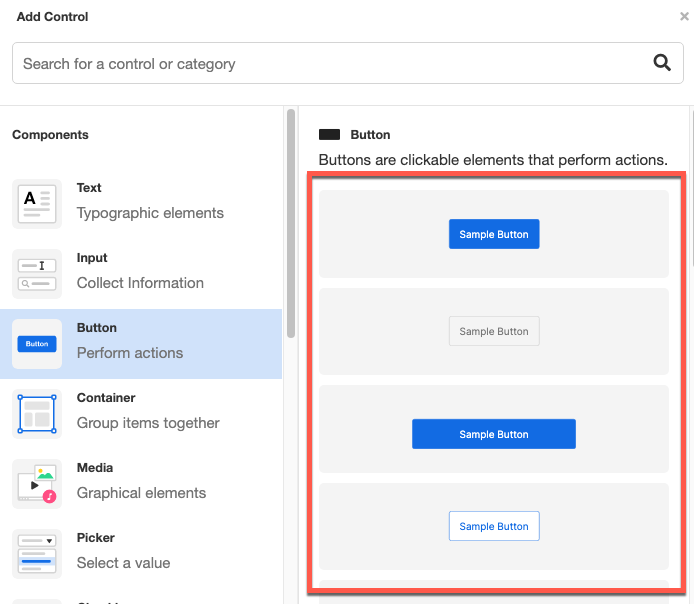 Add Control
×
Search for a control or category
Components
A
Text
Typographic elements
Input
Collect Information
Button
Button
Perform actions
Container
Group items together
Media
Graphical elements
Picker
Select a value
Button
Buttons are clickable elements that perform actions.
Sample Button
Sample Button
Sample Button
Sample Button